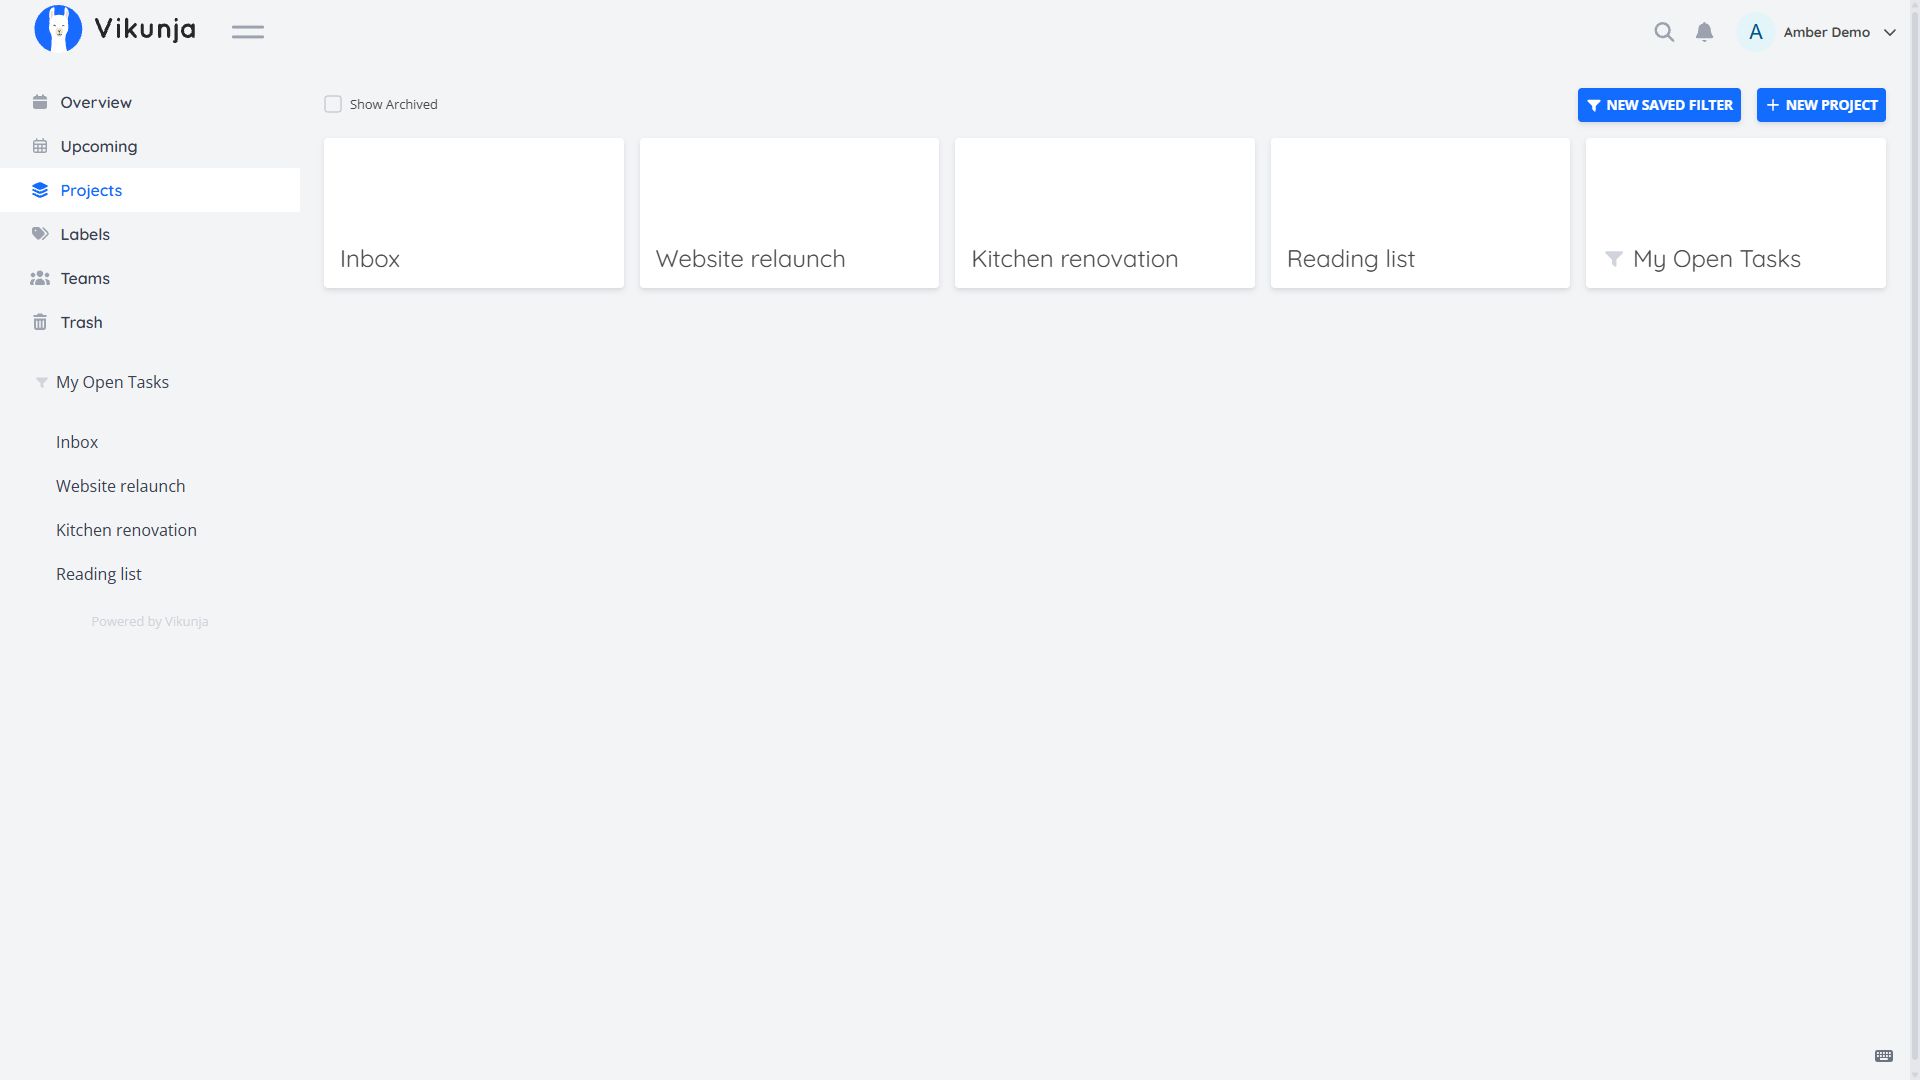 Vikunja
A Amber Demo
Overview
Upcoming
Projects
Labels
Teams
Trash
My Open Tasks
Inbox
Website relaunch
Kitchen renovation
Reading list
Powered by Vikunja
Show Archived
NEW SAVED FILTER
NEW PROJECT
Inbox
Website relaunch
Kitchen renovation
Reading list
My Open Tasks